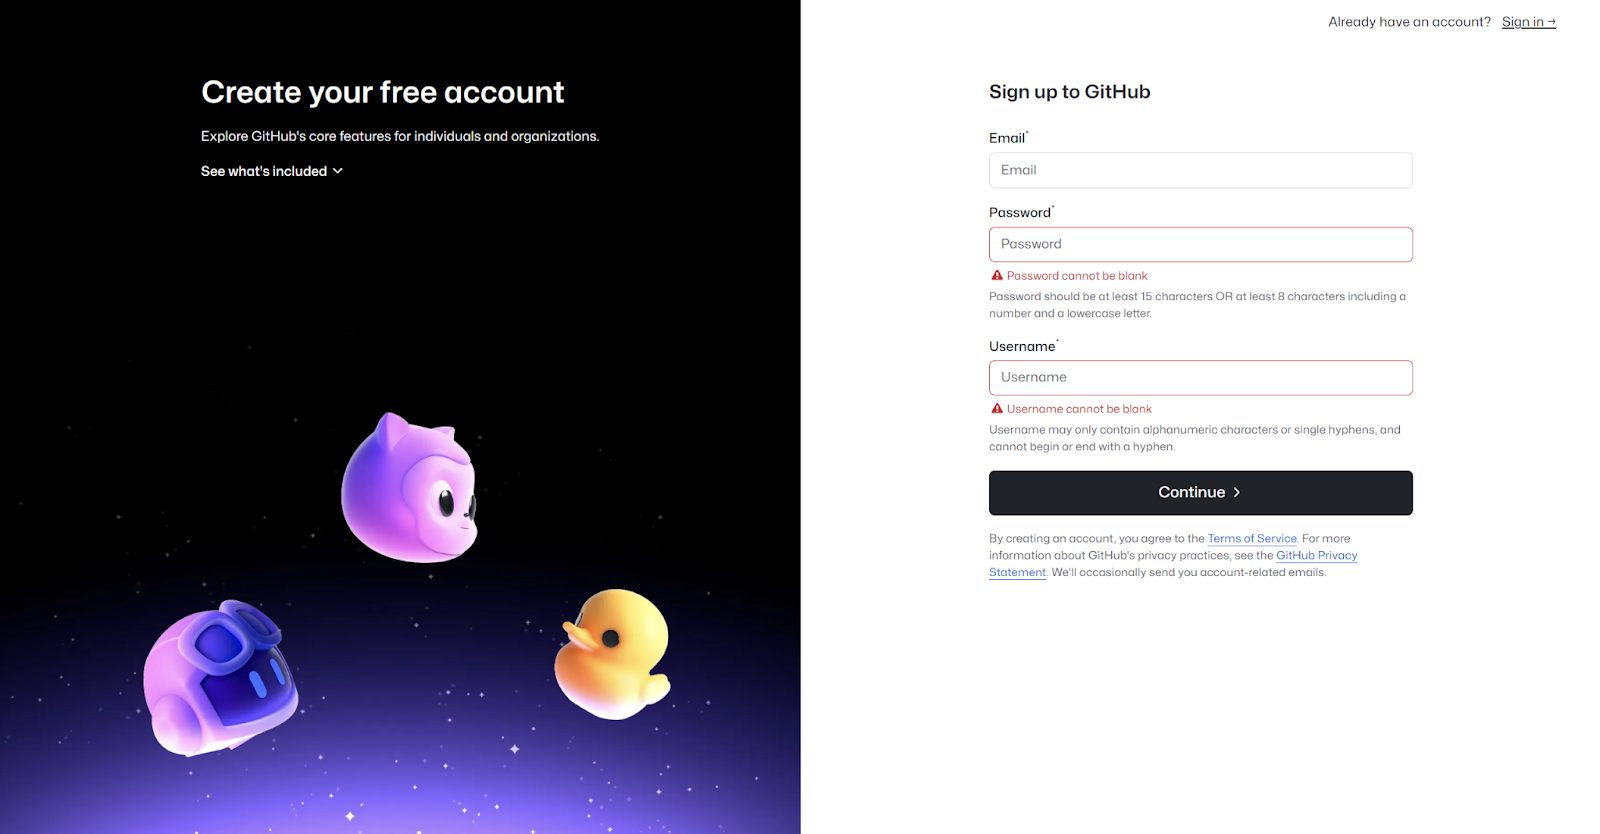 Already have an account? Sign in →
Create your free account
Explore GitHub's core features for individuals and organizations.
See what's included
Sign up to GitHub
Email*
Email
Password*
Password
Password cannot be blank
Password should be at least 15 characters OR at least 8 characters including a
number and a lowercase letter.
Username*
Username
Username cannot be blank
Username may only contain alphanumeric characters or single hyphens, and
cannot begin or end with a hyphen.
Continue
By creating an account, you agree to the Terms of Service. For more
information about GitHub's privacy practices, see the GitHub Privacy
Statement. We'll occasionally send you account-related emails.